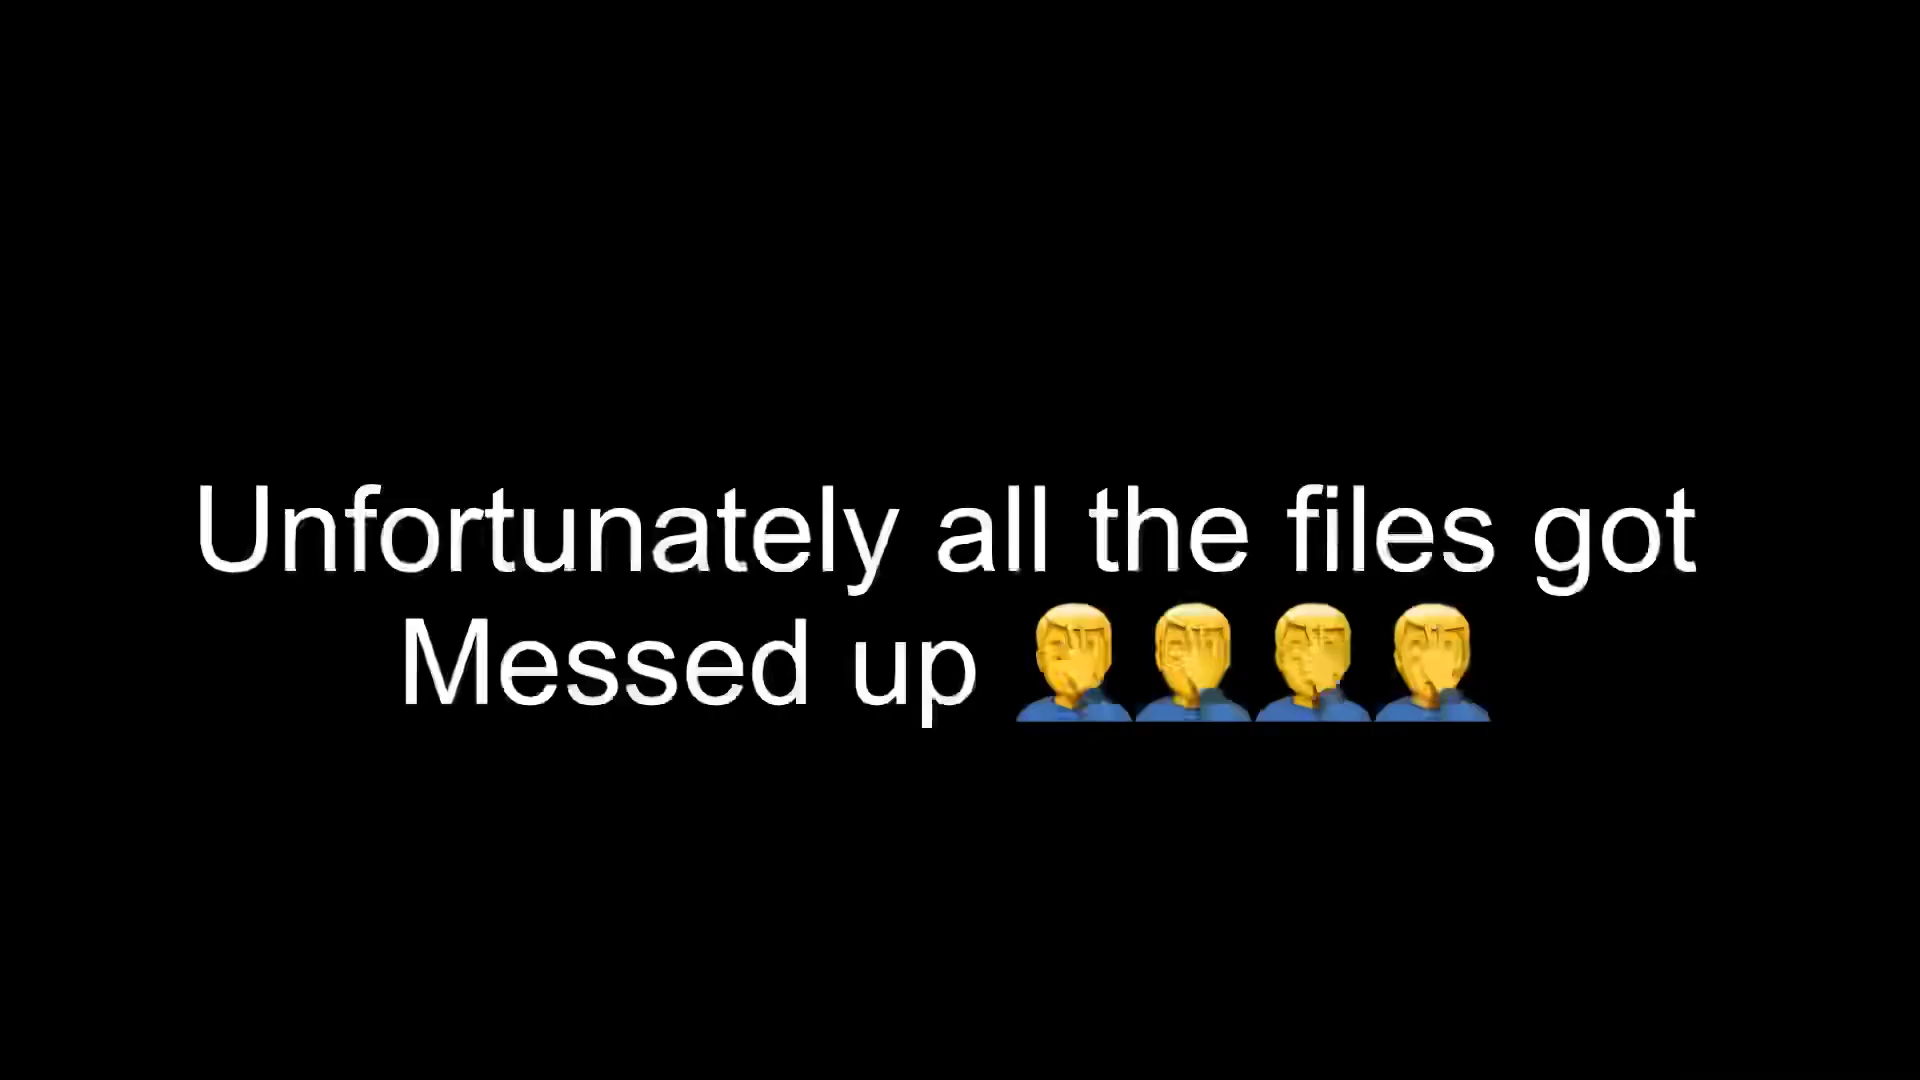 Unfortunately all the files got
Messed up 🤦‍♂️🤦‍♂️🤦‍♂️🤦‍♂️